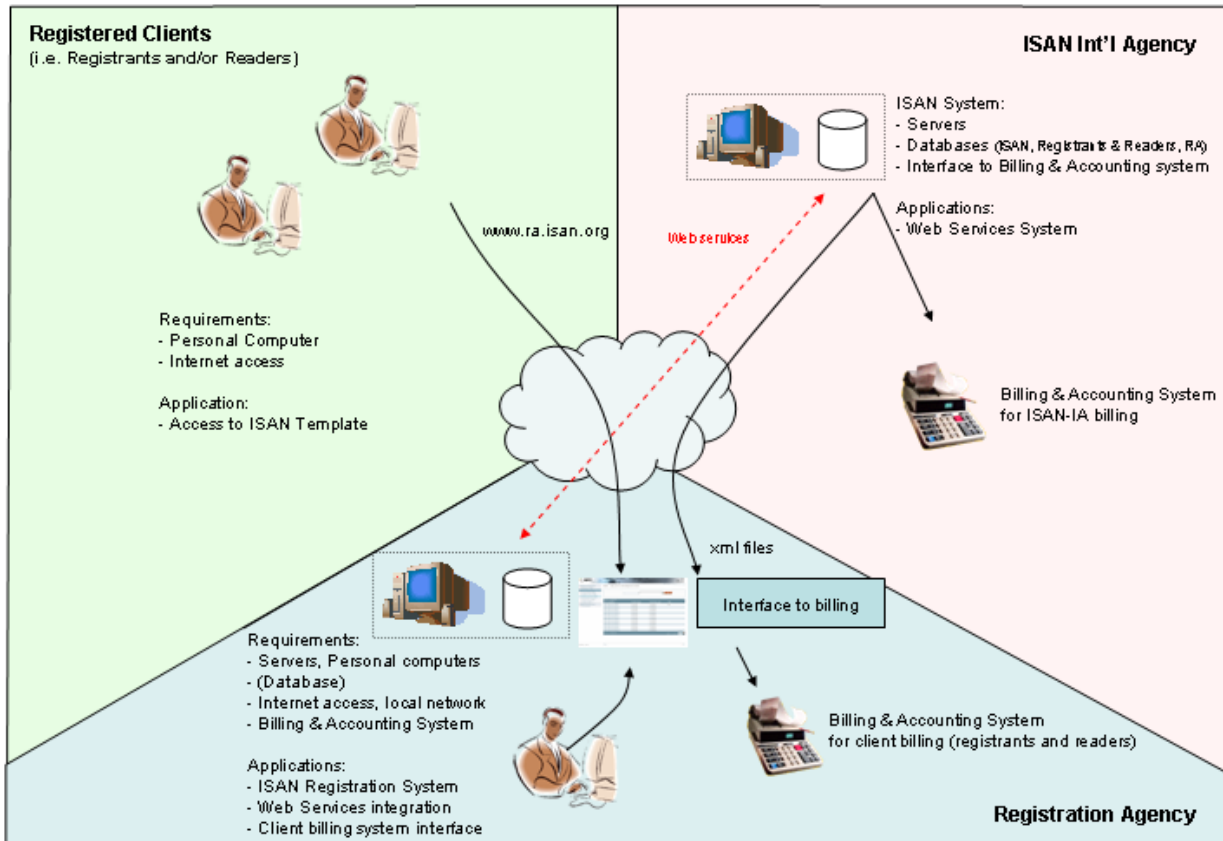 Registered Clients
(i.e. Registrants and/or Readers)
ISAN Int'l Agency
ISAN System:
- Servers
- Databases (ISAN, Registrants & Readers, RA)
- Interface to Billing & Accounting system
Applications:
- Web Services System
www.ra.isan.org
Web services
Requirements:
- Personal Computer
- Internet access
Application:
- Access to ISAN Template
Billing & Accounting System
for ISAN-IA billing
xml files
Interface to billing
Requirements:
- Servers, Personal computers
- (Database)
- Internet access, local network
- Billing & Accounting System
Applications:
- ISAN Registration System
- Web Services integration
- Client billing system interface
Billing & Accounting System
for client billing (registrants and readers)
Registration Agency